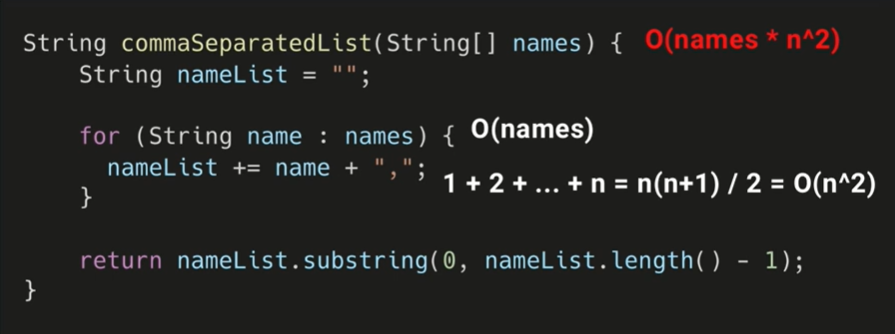 String commaSeparatedList(String[] names) { O(names * n^2)
String nameList = "";
for (String name : names) { O(names)
nameList += name + ",";
1 + 2 + ... + n = n(n+1) / 2 = O(n^2)
}
return nameList.substring(0, nameList.length() - 1);
}